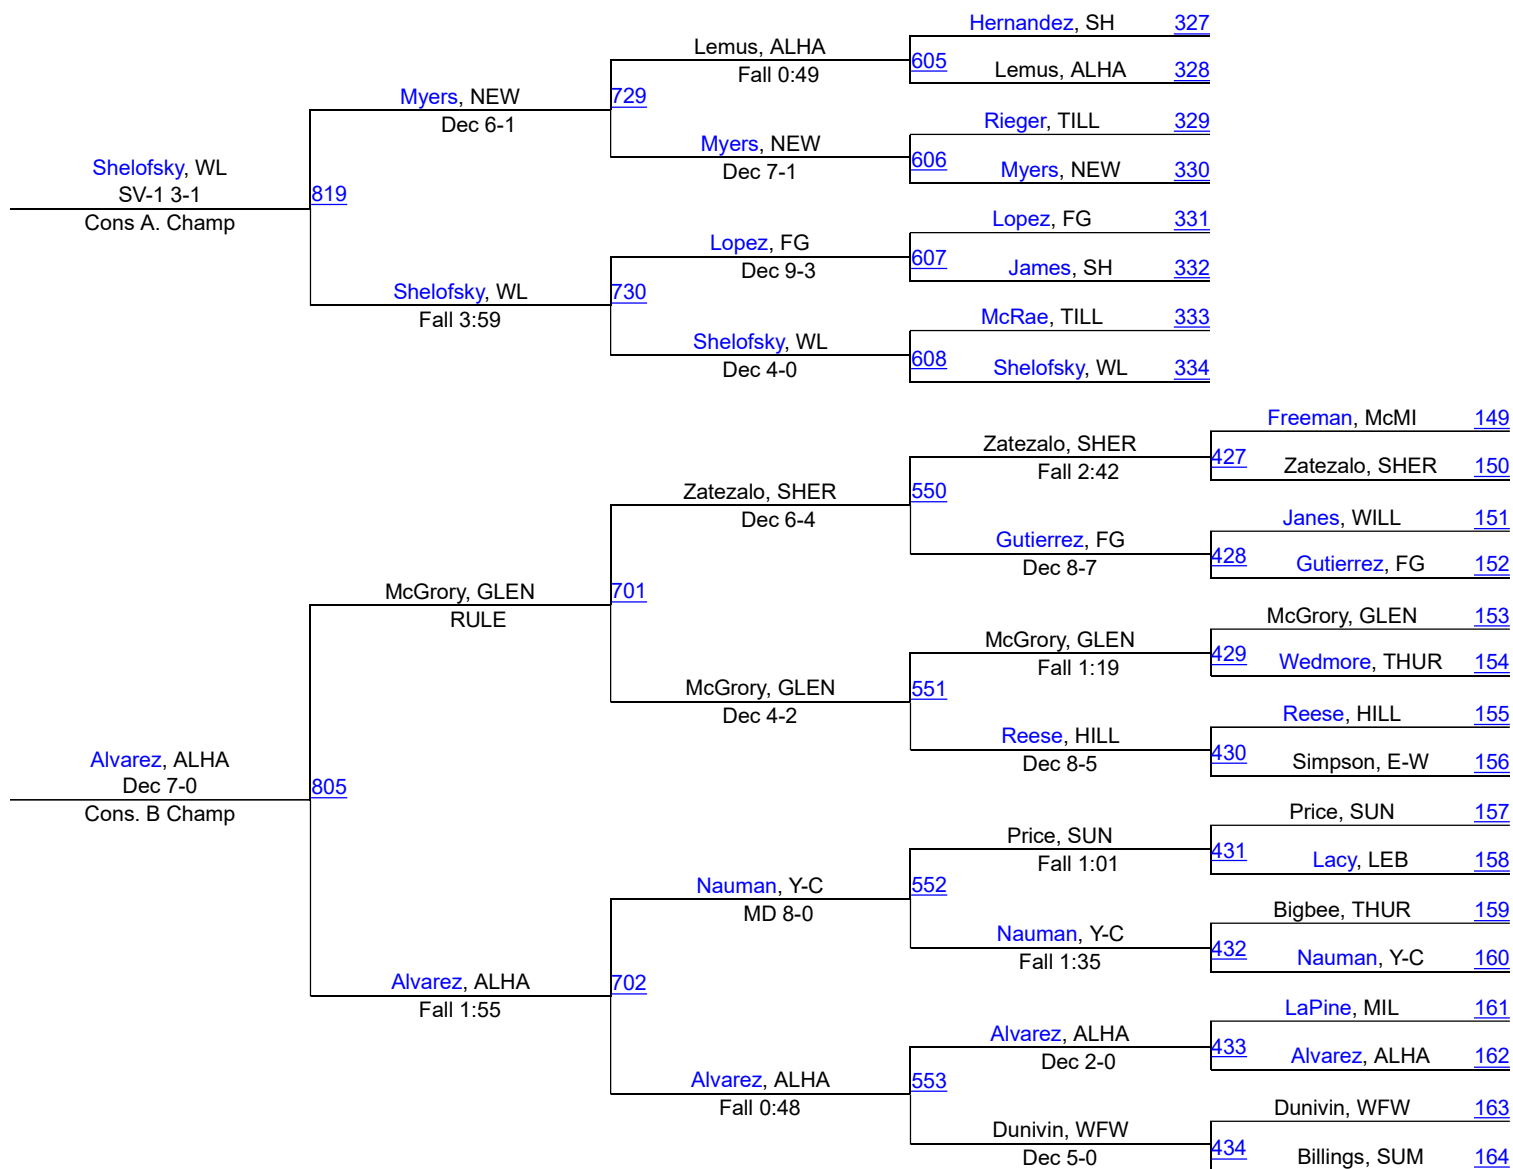 Hernandez, SH 327
Lemus, ALHA
Fall 0:49
605
Lemus, ALHA 328
Myers, NEW
Dec 6-1
729
Rieger, TILL 329
Myers, NEW
Dec 7-1
606
Myers, NEW 330
Shelofsky, WL
SV-1 3-1
Cons A. Champ
819
Lopez, FG 331
Lopez, FG
Dec 9-3
607
James, SH 332
Shelofsky, WL
Fall 3:59
730
McRae, TILL 333
Shelofsky, WL
Dec 4-0
608
Shelofsky, WL 334
Freeman, McMI 149
Zatezalo, SHER
Fall 2:42
427
Zatezalo, SHER 150
Zatezalo, SHER
Dec 6-4
550
Janes, WILL 151
Gutierrez, FG
Dec 8-7
428
Gutierrez, FG 152
McGrory, GLEN
RULE
701
McGrory, GLEN 153
McGrory, GLEN
Fall 1:19
429
Wedmore, THUR 154
McGrory, GLEN
Dec 4-2
551
Reese, HILL 155
Reese, HILL
Dec 8-5
430
Simpson, E-W 156
Alvarez, ALHA
Dec 7-0
Cons. B Champ
805
Price, SUN 157
Price, SUN
Fall 1:01
431
Lacy, LEB 158
Nauman, Y-C
MD 8-0
552
Bigbee, THUR 159
Nauman, Y-C
Fall 1:35
432
Nauman, Y-C 160
Alvarez, ALHA
Fall 1:55
702
LaPine, MIL 161
Alvarez, ALHA
Dec 2-0
433
Alvarez, ALHA 162
Alvarez, ALHA
Fall 0:48
553
Dunivin, WFW 163
Dunivin, WFW
Dec 5-0
434
Billings, SUM 164